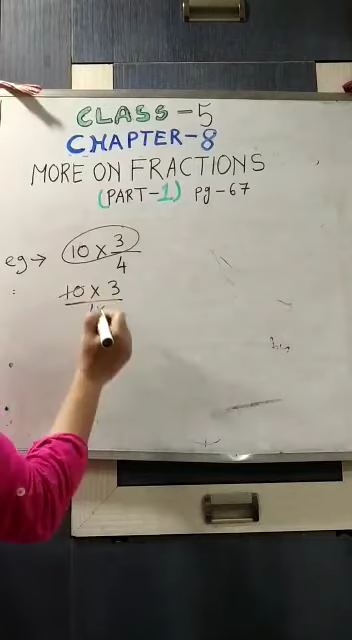 CLASS-5
CHAPTER-8
MORE ON FRACTIONS
(PART-1) pg-67
eg→ 10 × 3
4
10 × 3